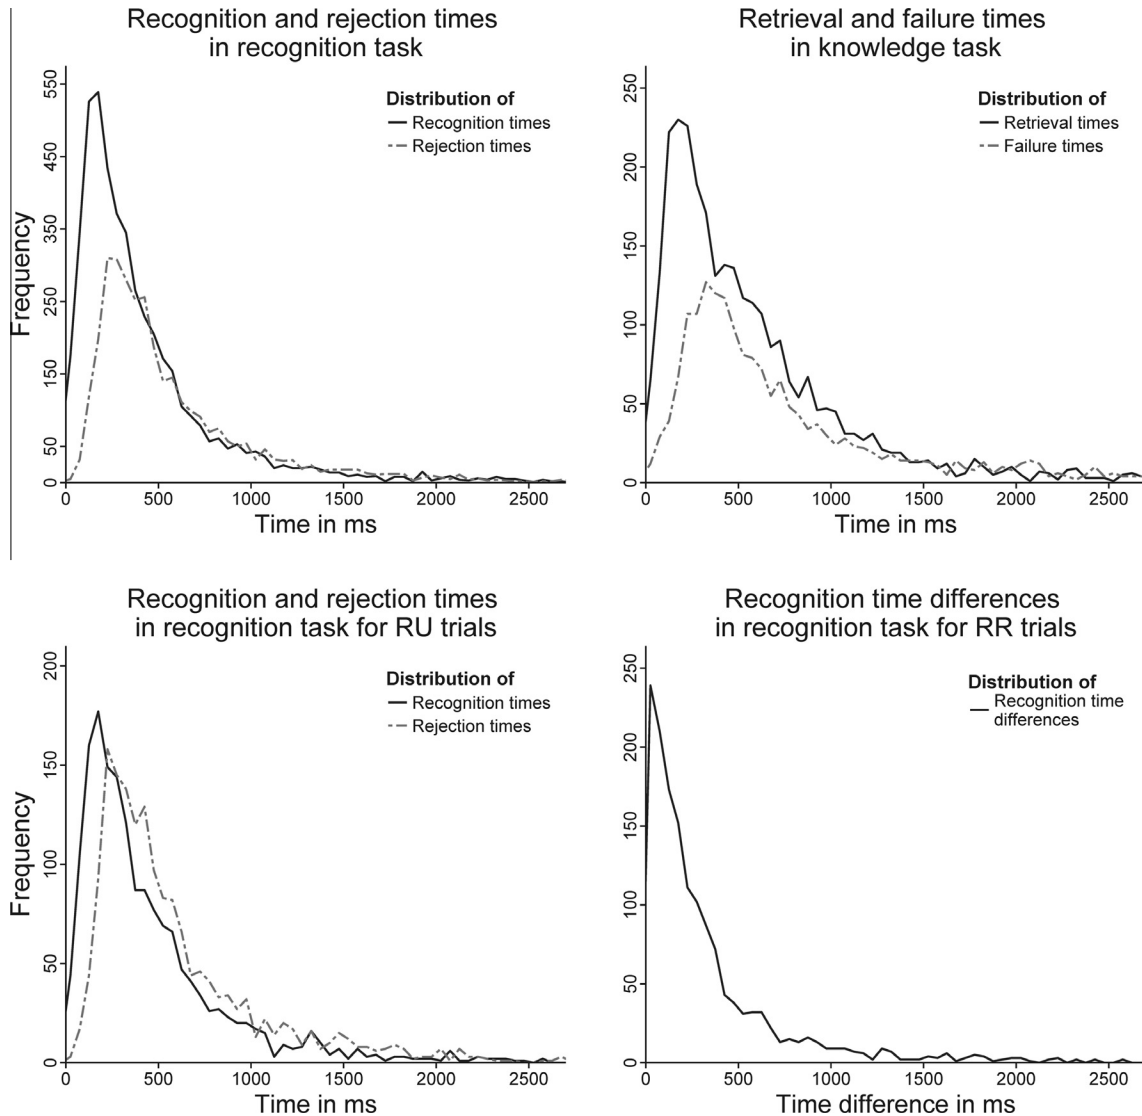 Recognition and rejection times
in recognition task
Frequency
550
450
350
250
150
50
0
Distribution of
Recognition times
Rejection times
0 500 1000 1500 2000 2500
Time in ms
Retrieval and failure times
in knowledge task
250
200
150
100
50
0
Distribution of
Retrieval times
Failure times
0 500 1000 1500 2000 2500
Time in ms
Recognition and rejection times
in recognition task for RU trials
Frequency
200
150
100
50
0
Distribution of
Recognition times
Rejection times
0 500 1000 1500 2000 2500
Time in ms
Recognition time differences
in recognition task for RR trials
250
200
150
100
50
0
Distribution of
Recognition time
differences
0 500 1000 1500 2000 2500
Time difference in ms